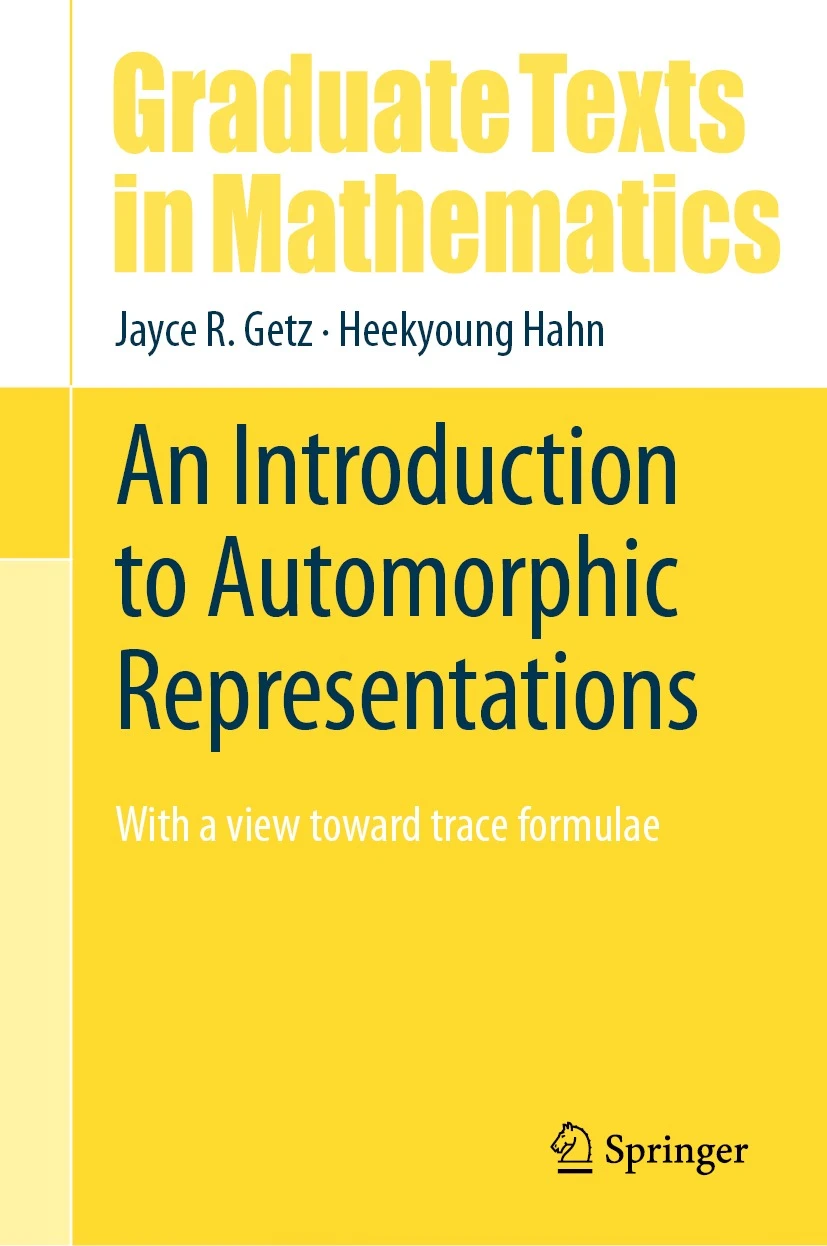 Graduate Texts
in Mathematics
Jayce R. Getz · Heekyoung Hahn
An Introduction
to Automorphic
Representations
With a view toward trace formulae
Springer